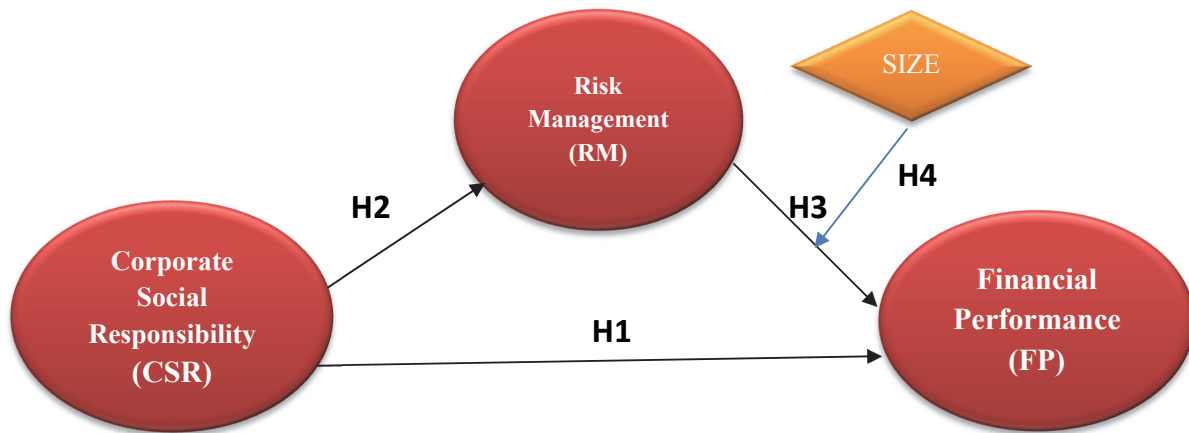 Risk
Management
(RM)
SIZE
H2
H3
H4
Corporate
Social
Responsibility
(CSR)
H1
Financial
Performance
(FP)